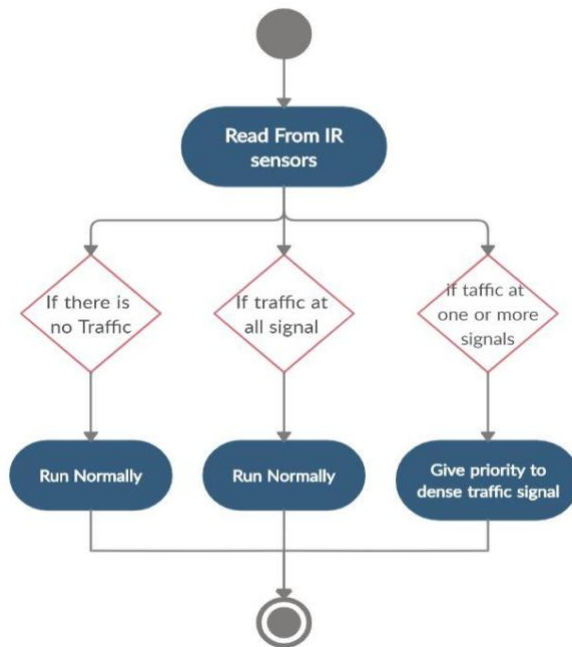 Read From IR
sensors
If there is
no Traffic
If traffic at
all signal
if taffic at
one or more
signals
Run Normally
Run Normally
Give priority to
dense traffic signal